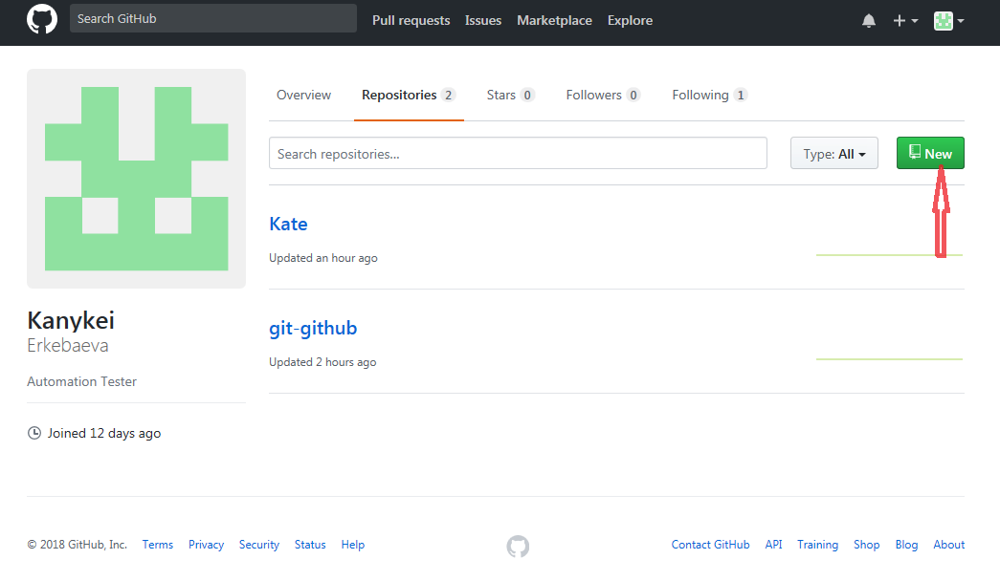 Search GitHub Pull requests Issues Marketplace Explore
Overview Repositories 2 Stars 0 Followers 0 Following 1
Search repositories... Type: All New
Kate
Updated an hour ago
Kanykei
Erkebaeva
Automation Tester
Joined 12 days ago
git-github
Updated 2 hours ago
© 2018 GitHub, Inc. Terms Privacy Security Status Help Contact GitHub API Training Shop Blog About